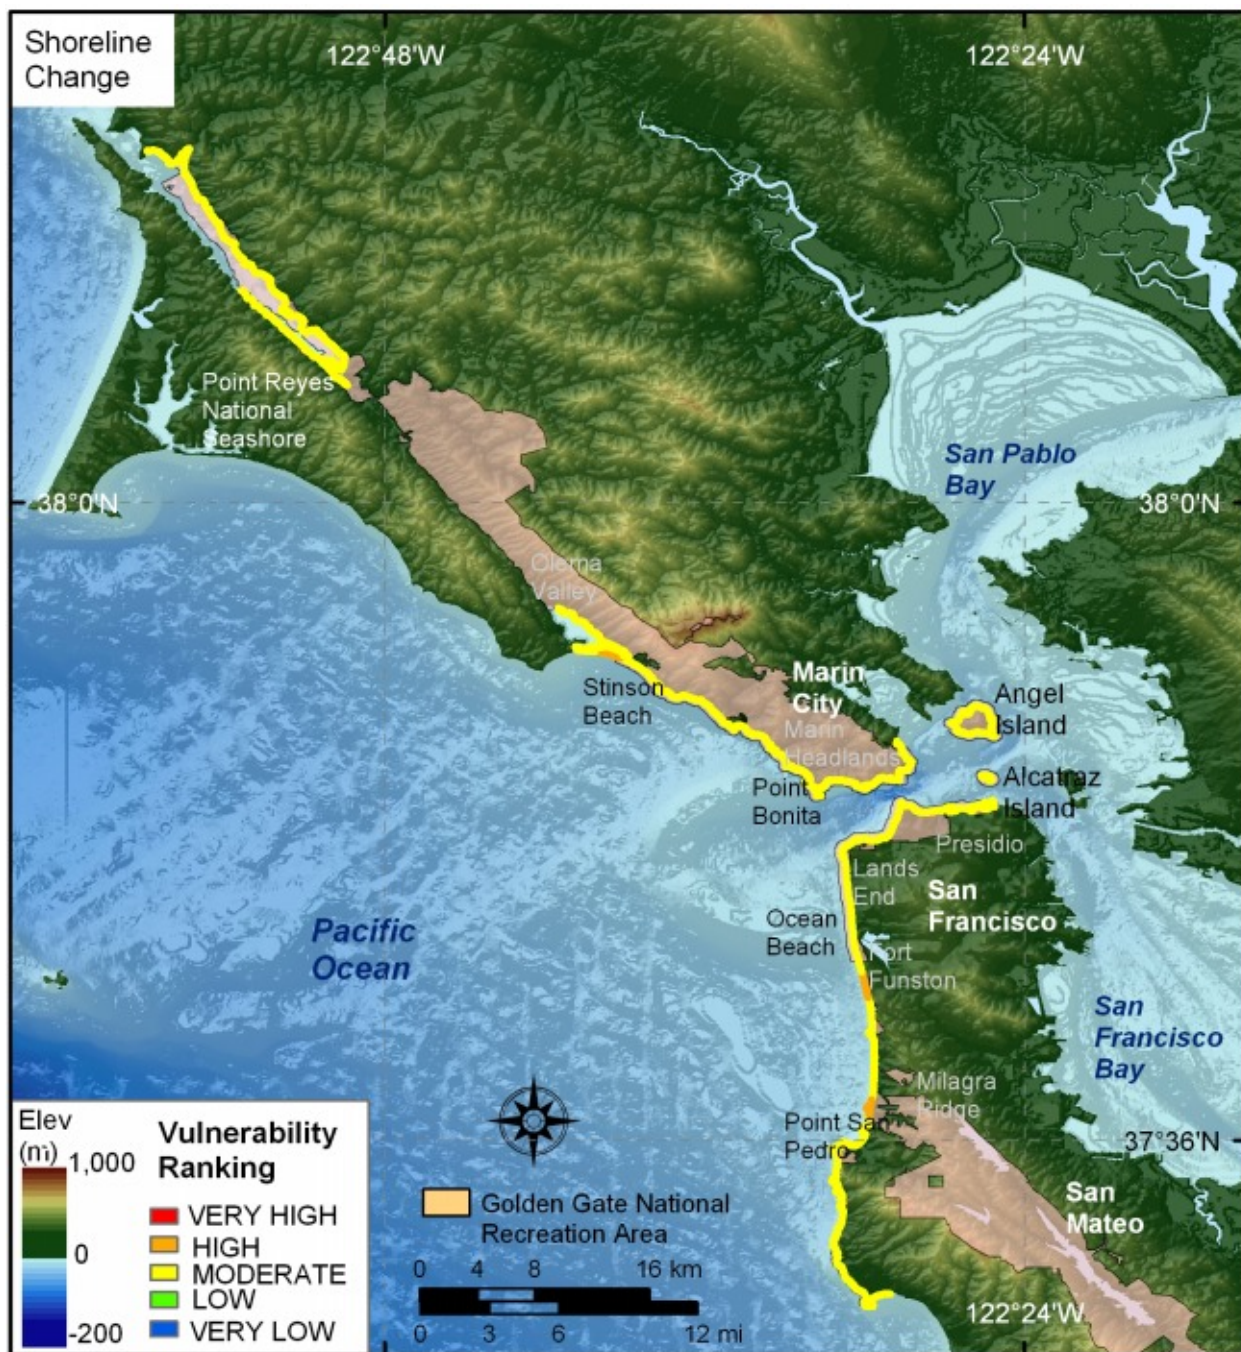 Shoreline
Change
122°48'W
122°24'W
Point Reyes
National
Seashore
San Pablo
Bay
38°0'N
38°0'N
Olema
Valley
Stinson
Beach
Marin
City
Marin
Headlands
Angel
Island
Point
Bonita
Alcatraz
Island
Presidio
Lands
End
San
Francisco
Ocean
Beach
Fort
Funston
Pacific
Ocean
San
Francisco
Bay
Milagra
Ridge
Point San
Pedro
37°36'N
San
Mateo
122°24'W
Elev
(m)
1,000
0
-200
Vulnerability
Ranking
VERY HIGH
HIGH
MODERATE
LOW
VERY LOW
Golden Gate National
Recreation Area
0 4 8 16 km
0 3 6 12 mi